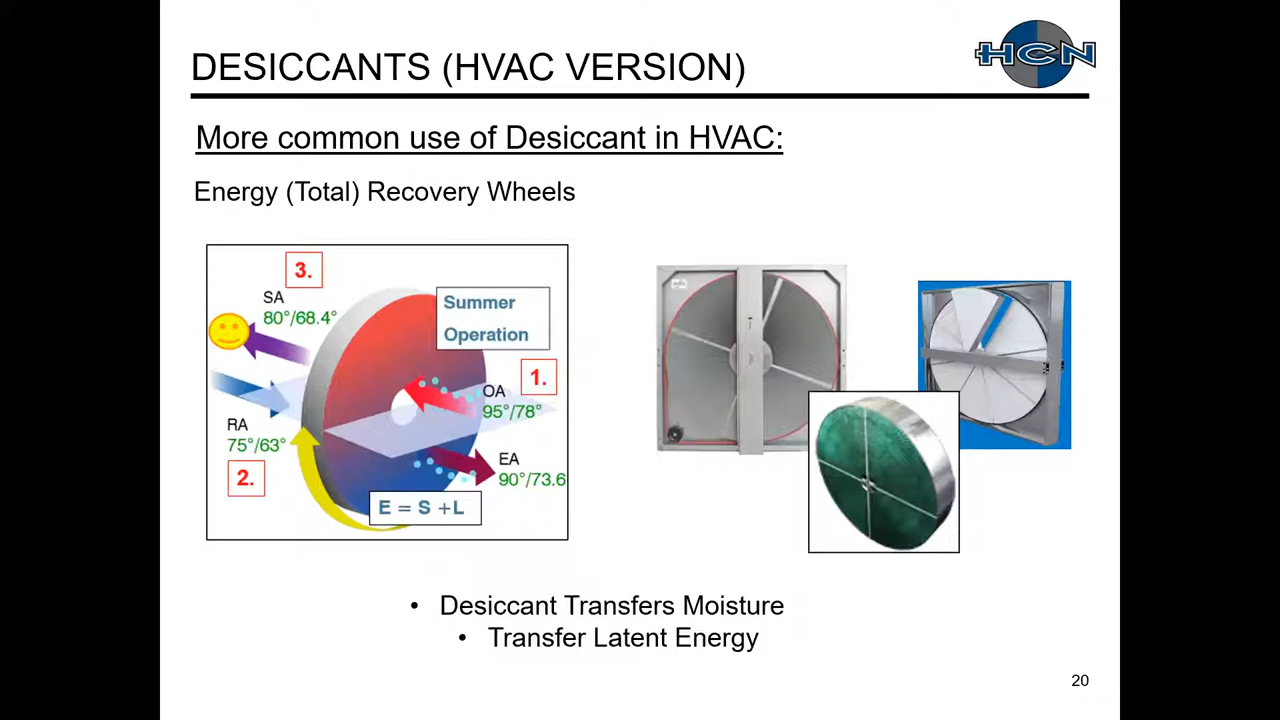 DESICCANTS (HVAC VERSION)
HCN
More common use of Desiccant in HVAC:
Energy (Total) Recovery Wheels
3.
SA
80°/68.4°
Summer
Operation
1.
OA
95°/78°
RA
75°/63°
2.
EA
90°/73.6
E = S +L
• Desiccant Transfers Moisture
• Transfer Latent Energy
20